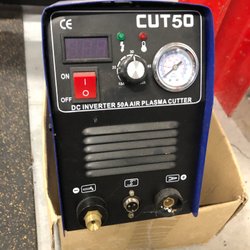 CE CUT50
ON
OFF
DC INVERTER 50A AIR PLASMA CUTTER